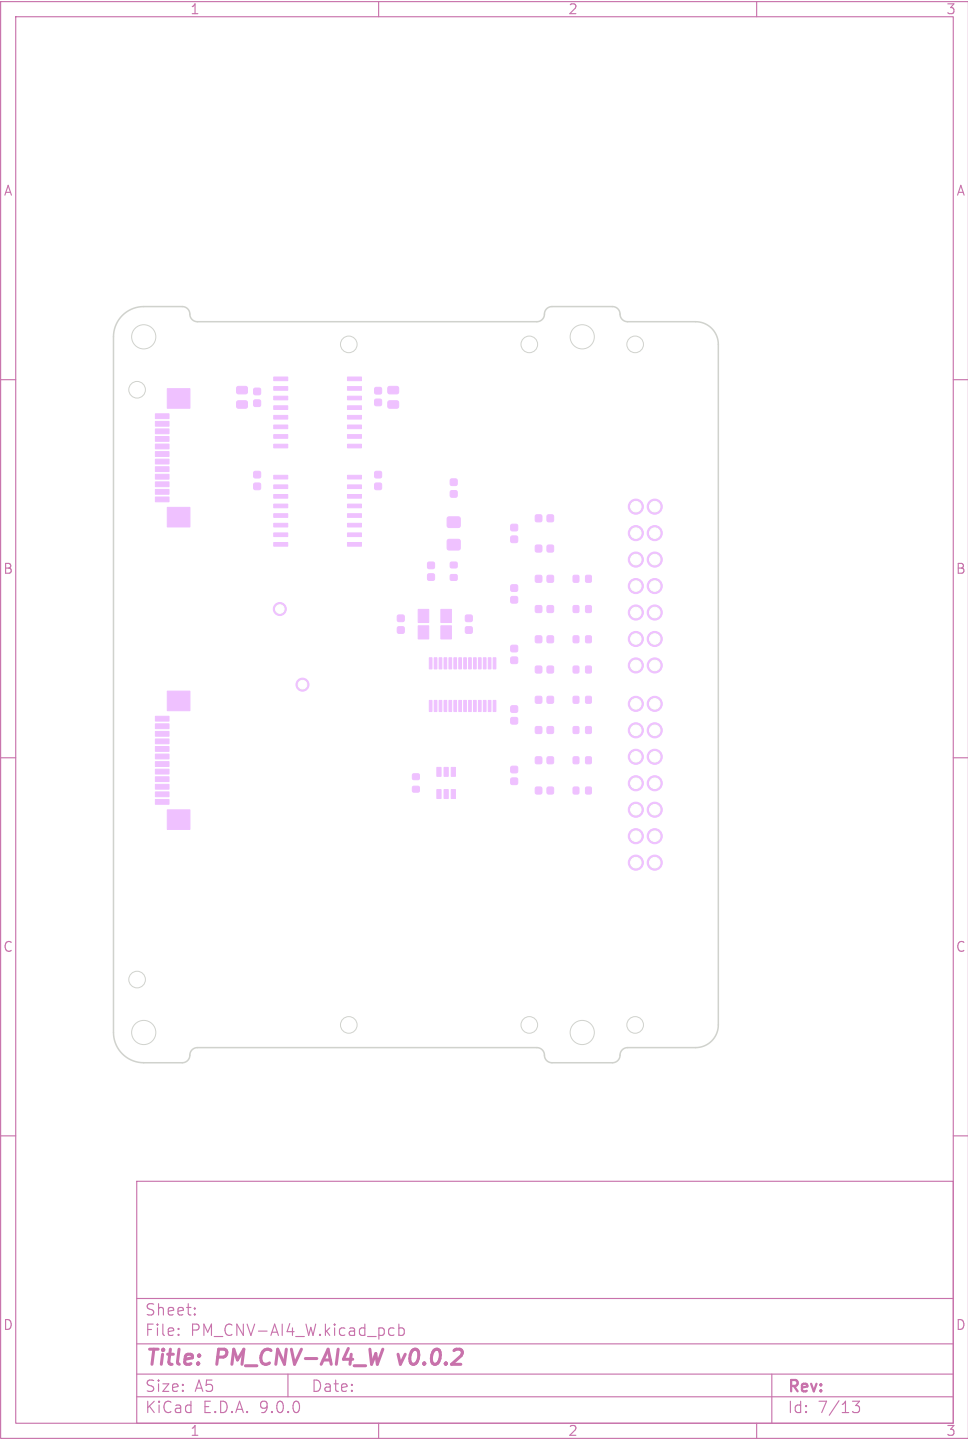 1 2 3
A A
B B
C C
D D
Sheet:
File: PM_CNV-AI4_W.kicad_pcb
Title: PM_CNV-AI4_W v0.0.2
Size: A5 Date: Rev:
KiCad E.D.A. 9.0.0 Id: 7/13
1 2 3